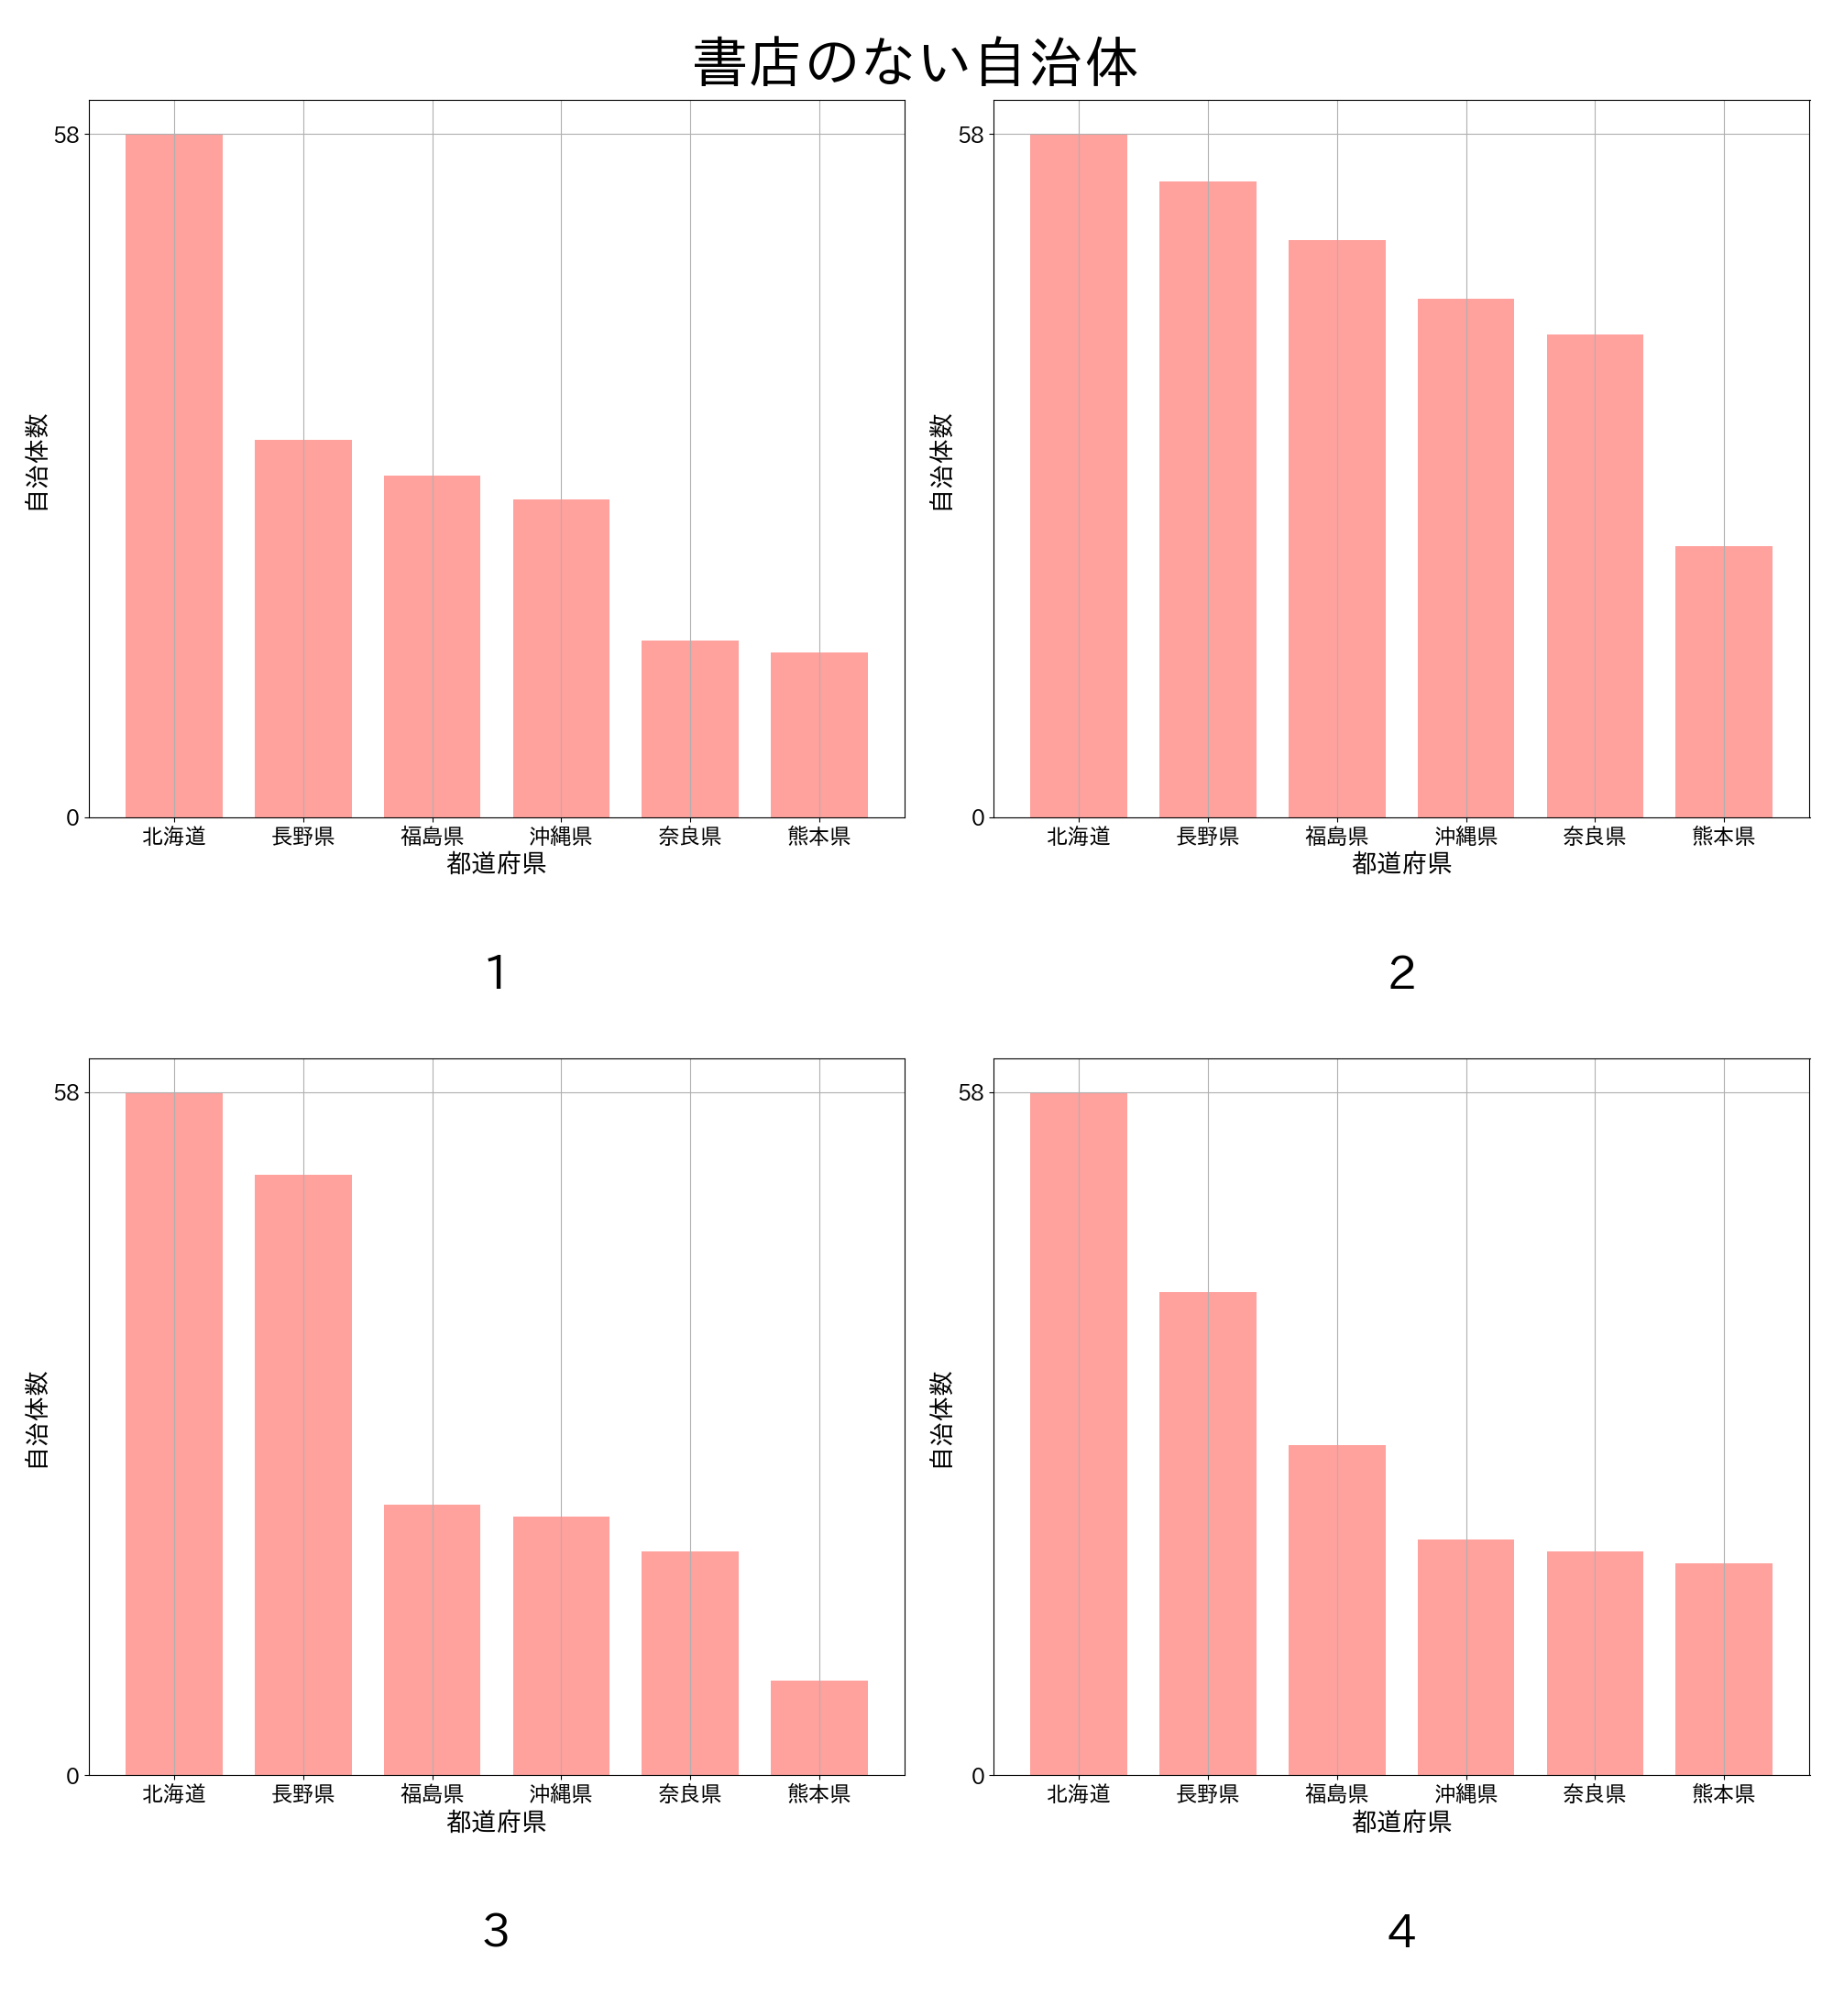 書店のない自治体
58
0
自治体数
北海道 長野県 福島県 沖縄県 奈良県 熊本県
都道府県
1
58
0
自治体数
北海道 長野県 福島県 沖縄県 奈良県 熊本県
都道府県
2
58
0
自治体数
北海道 長野県 福島県 沖縄県 奈良県 熊本県
都道府県
3
58
0
自治体数
北海道 長野県 福島県 沖縄県 奈良県 熊本県
都道府県
4